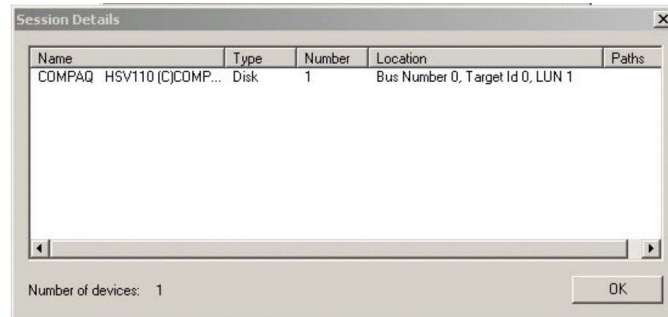 Session Details
Name Type Number Location Paths
COMPAQ HSV110 (C)COMP... Disk 1 Bus Number 0, Target Id 0, LUN 1
Number of devices: 1
OK